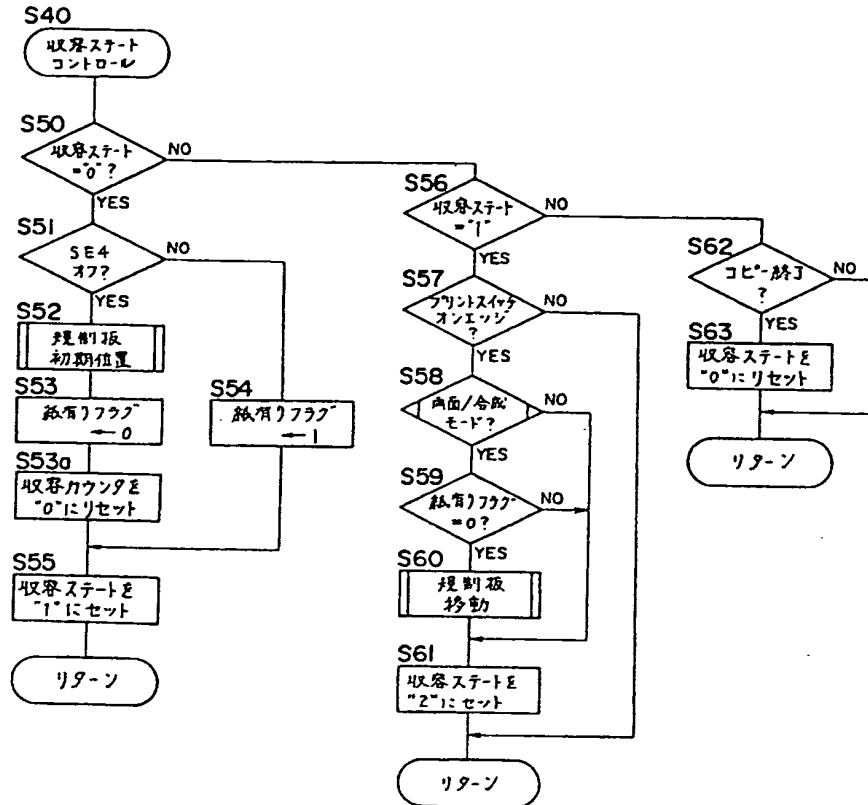 S40
収容ステート
コントロール
S50
収容ステート
="0"?
NO
YES
S51
SE4
オフ?
NO
YES
S52
規制板
初期位置
S53
紙有りフラグ
←0
S54
紙有りフラグ
←1
S53a
収容カウンタを
"0"にリセット
S55
収容ステートを
"1"にセット
リターン
S56
収容ステート
="1"
NO
YES
S57
プリントスイッチ
オンエッジ
?
NO
YES
S58
両面/合成
モード?
NO
YES
S59
紙有りフラグ
=0?
NO
YES
S60
規制板
移動
S61
収容ステートを
"2"にセット
リターン
S62
コピー終了
?
NO
YES
S63
収容ステートを
"0"にリセット
リターン